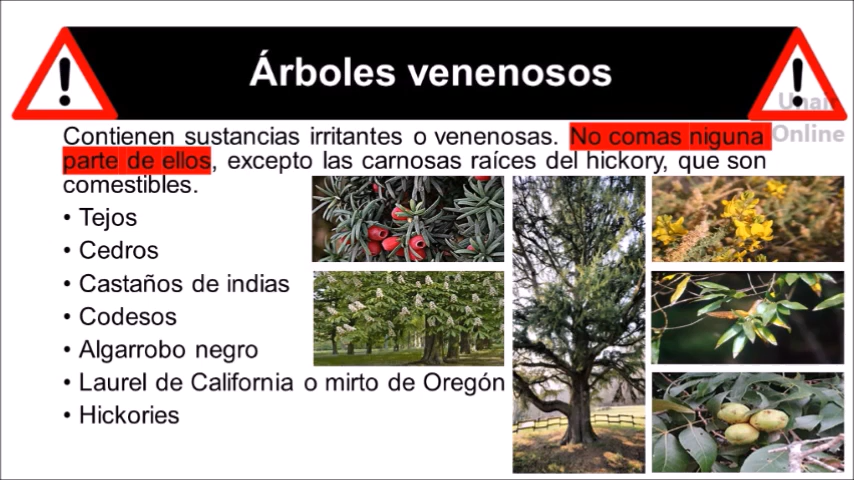 Árboles venenosos
Unai
Online
Contienen sustancias irritantes o venenosas. No comas niguna
parte de ellos, excepto las carnosas raíces del hickory, que son
comestibles.
• Tejos
• Cedros
• Castaños de indias
• Codesos
• Algarrobo negro
• Laurel de California o mirto de Oregón
• Hickories